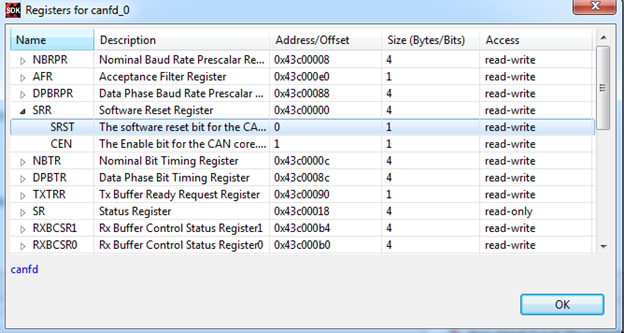 SDK Registers for canfd_0
Name Description Address/Offset Size (Bytes/Bits) Access
NBRPR Nominal Baud Rate Prescalar Re... 0x43c00008 4 read-write
AFR Acceptance Filter Register 0x43c000e0 1 read-write
DPBRPR Data Phase Baud Rate Prescalar ... 0x43c00088 4 read-write
SRR Software Reset Register 0x43c00000 4 read-write
SRST The software reset bit for the CA... 0 1 read-write
CEN The Enable bit for the CAN core.... 1 1 read-write
NBTR Nominal Bit Timing Register 0x43c0000c 4 read-write
DPBTR Data Phase Bit Timing Register 0x43c0008c 4 read-write
TXTRR Tx Buffer Ready Request Register 0x43c00090 1 read-write
SR Status Register 0x43c00018 4 read-only
RXBCSR1 Rx Buffer Control Status Register1 0x43c000b4 4 read-write
RXBCSR0 Rx Buffer Control Status Register0 0x43c000b0 4 read-write
canfd
OK